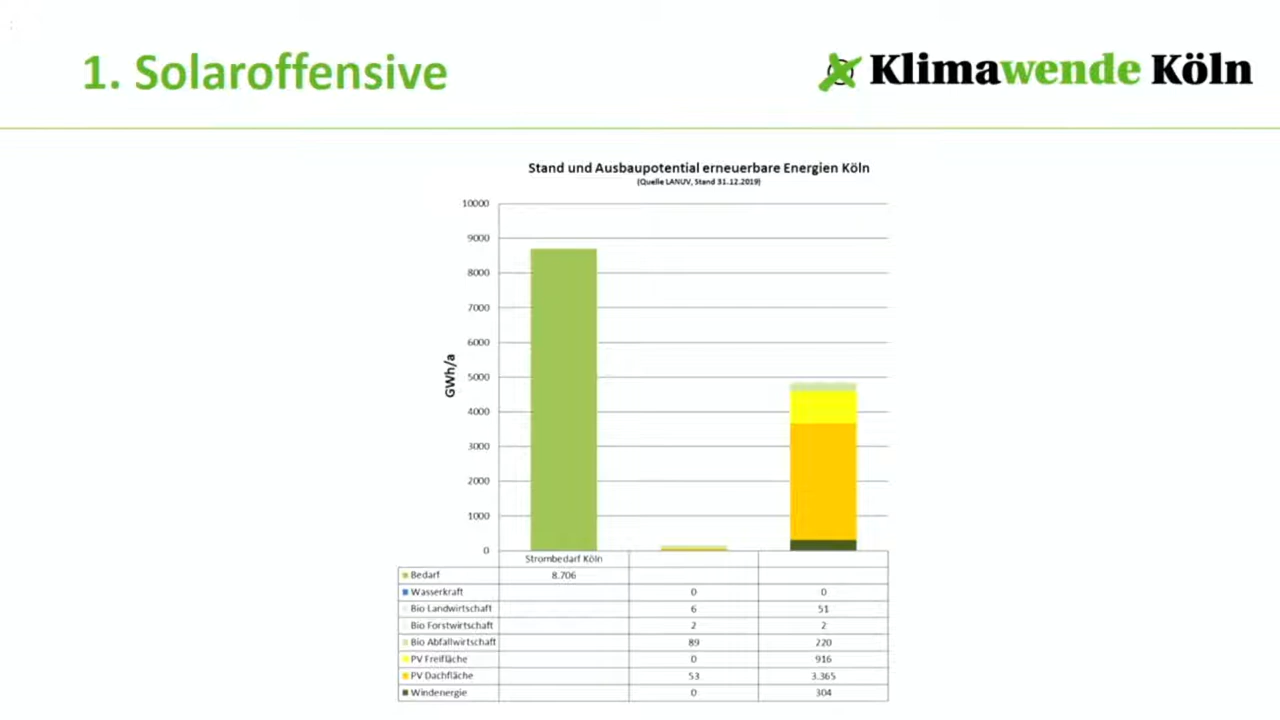 1. Solaroffensive
Klimawende Köln
Stand und Ausbaupotential erneuerbare Energien Köln
(Quelle LANUV, Stand 31.12.2019)
GWh/a
10000
9000
8000
7000
6000
5000
4000
3000
2000
1000
0
Strombedarf Köln
Bedarf 8.706
Wasserkraft 0 0
Bio Landwirtschaft 6 51
Bio Forstwirtschaft 2 2
Bio Abfallwirtschaft 89 220
PV Freifläche 0 916
PV Dachfläche 53 3.365
Windenergie 0 304